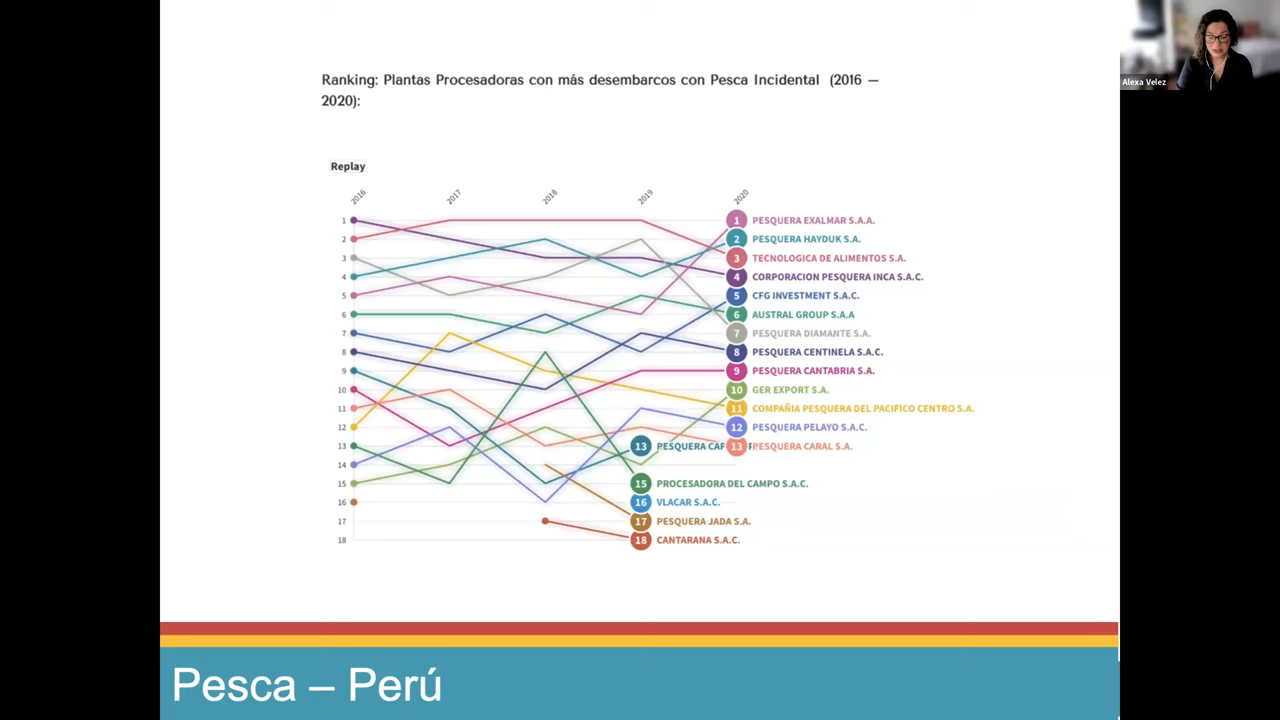 Alexa Velez
Ranking: Plantas Procesadoras con más desembarcos con Pesca Incidental (2016 —
2020):
Replay
2016 2017 2018 2019 2020
1 1 PESQUERA EXALMAR S.A.A.
2 2 PESQUERA HAYDUK S.A.
3 3 TECNOLOGICA DE ALIMENTOS S.A.
4 4 CORPORACION PESQUERA INCA S.A.C.
5 5 CFG INVESTMENT S.A.C.
6 6 AUSTRAL GROUP S.A.A
7 7 PESQUERA DIAMANTE S.A.
8 8 PESQUERA CENTINELA S.A.C.
9 9 PESQUERA CANTABRIA S.A.
10 10 GER EXPORT S.A.
11 11 COMPAÑIA PESQUERA DEL PACIFICO CENTRO S.A.
12 12 PESQUERA PELAYO S.A.C.
13 13 PESQUERA 13 PESQUERA CARAL S.A.
14
15 15 PROCESADORA DEL CAMPO S.A.C.
16 16 VLACAR S.A.C.
17 17 PESQUERA JADA S.A.
18 18 CANTARANA S.A.C.
Pesca – Perú